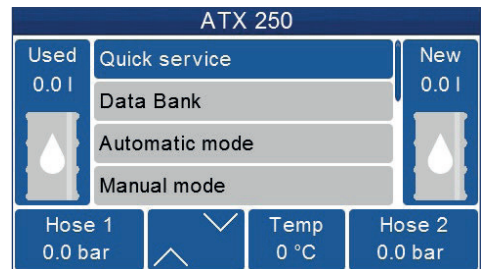 ATX 250
Used
0.0 l
Quick service
Data Bank
Automatic mode
Manual mode
New
0.0 l
Hose 1
0.0 bar
Temp
0 °C
Hose 2
0.0 bar